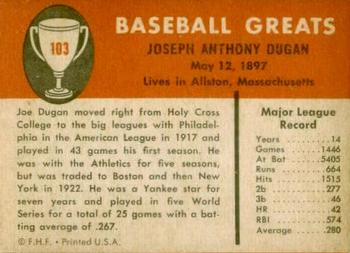 103
BASEBALL GREATS
JOSEPH ANTHONY DUGAN
May 12, 1897
Lives in Allston, Massachusetts
Joe Dugan moved right from Holy Cross
College to the big leagues with Philadel-
phia in the American League in 1917 and
played in 43 games his first season. He
was with the Athletics for five seasons,
but was traded to Boston and then New
York in 1922. He was a Yankee star for
seven years and played in five World
Series for a total of 25 games with a bat-
ting average of .267.
© F.H.F. • Printed U.S.A.
Major League
Record
Years 14
Games 1446
At Bat 5405
Runs 664
Hits 1515
2b 277
3b 46
HR 42
RBI 574
Average .280